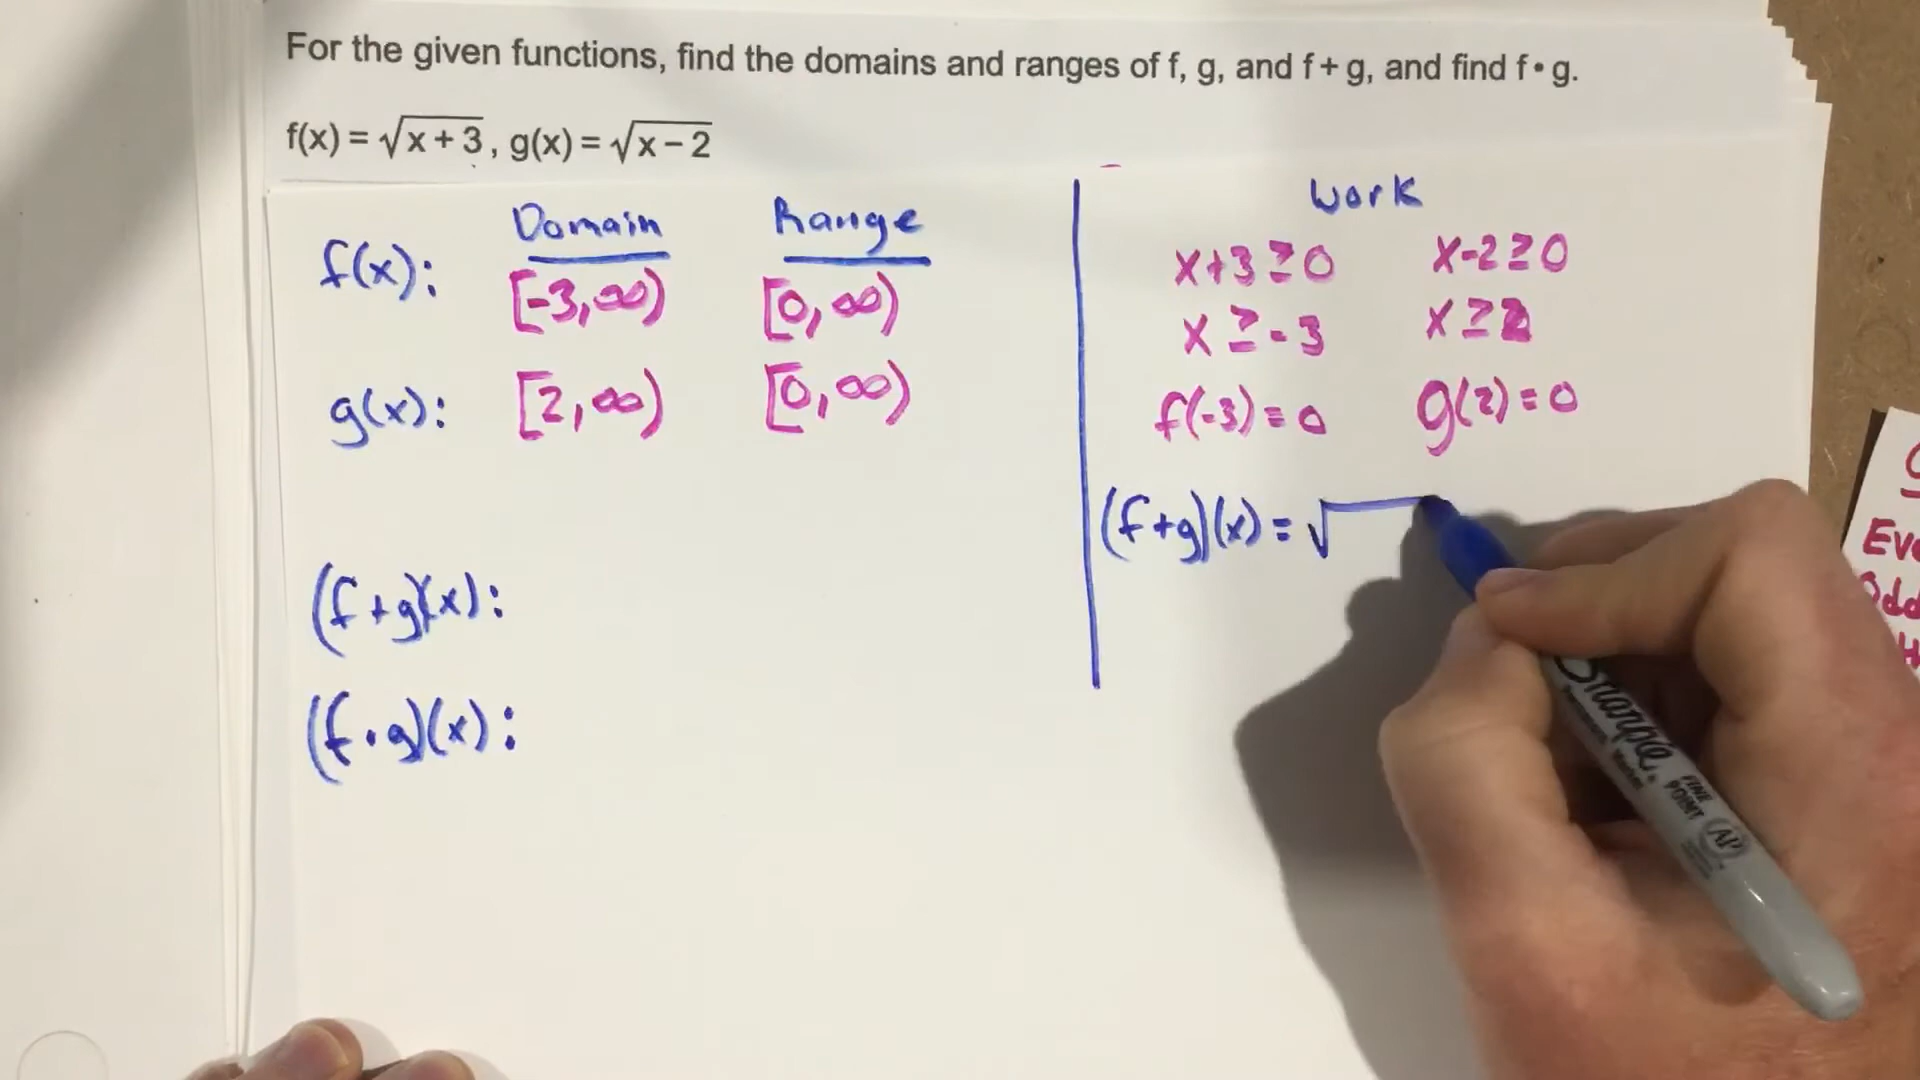 For the given functions, find the domains and ranges of f, g, and f + g, and find f • g.
f(x) = √x + 3 , g(x) = √x − 2
Domain Range
f(x): [-3,∞) [0,∞)
g(x): [2,∞) [0,∞)
(f+g)(x):
(f•g)(x):
Work
x+3≥0 x-2≥0
x≥-3 x≥2
f(-3)=0 g(2)=0
(f+g)(x)=√
Sharpie
FINE
POINT
AP